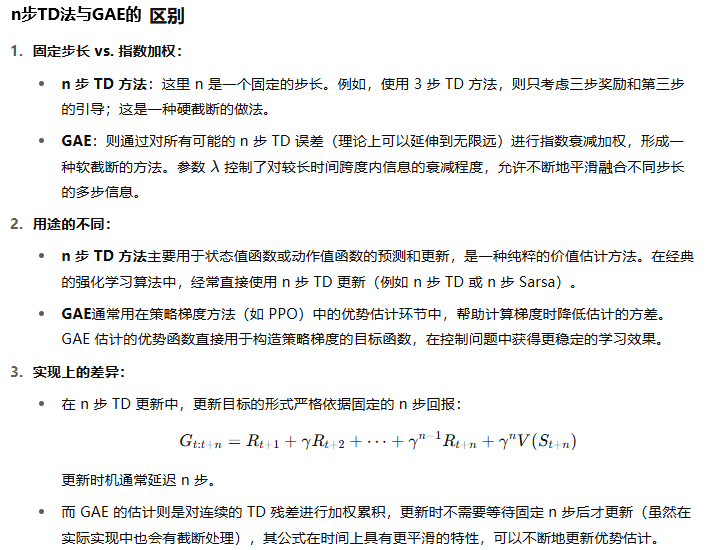 n步TD法与GAE的 区别
1. 固定步长 vs. 指数加权：
• n 步 TD 方法：这里 n 是一个固定的步长。例如，使用 3 步 TD 方法，则只考虑三步奖励和第三步
的引导；这是一种硬截断的做法。
• GAE：则通过对所有可能的 n 步 TD 误差（理论上可以延伸到无限远）进行指数衰减加权，形成一
种软截断的方法。参数 λ 控制了对较长时间跨度内信息的衰减程度，允许不断地平滑融合不同步长
的多步信息。
2. 用途的不同：
• n 步 TD 方法主要用于状态值函数或动作值函数的预测和更新，是一种纯粹的价值估计方法。在经典
的强化学习算法中，经常直接使用 n 步 TD 更新（例如 n 步 TD 或 n 步 Sarsa）。
• GAE通常用在策略梯度方法（如 PPO）中的优势估计环节中，帮助计算梯度时降低估计的方差。
GAE 估计的优势函数直接用于构造策略梯度的目标函数，在控制问题中获得更稳定的学习效果。
3. 实现上的差异：
• 在 n 步 TD 更新中，更新目标的形式严格依据固定的 n 步回报：
$G_{t:t+n} = R_{t+1} + \gamma R_{t+2} + \cdots + \gamma^{n-1} R_{t+n} + \gamma^n V(S_{t+n})$
更新时机通常延迟 n 步。
• 而 GAE 的估计则是对连续的 TD 残差进行加权累积，更新时不需要等待固定 n 步后才更新（虽然在
实际实现中也会有截断处理），其公式在时间上具有更平滑的特性，可以不断地更新优势估计。